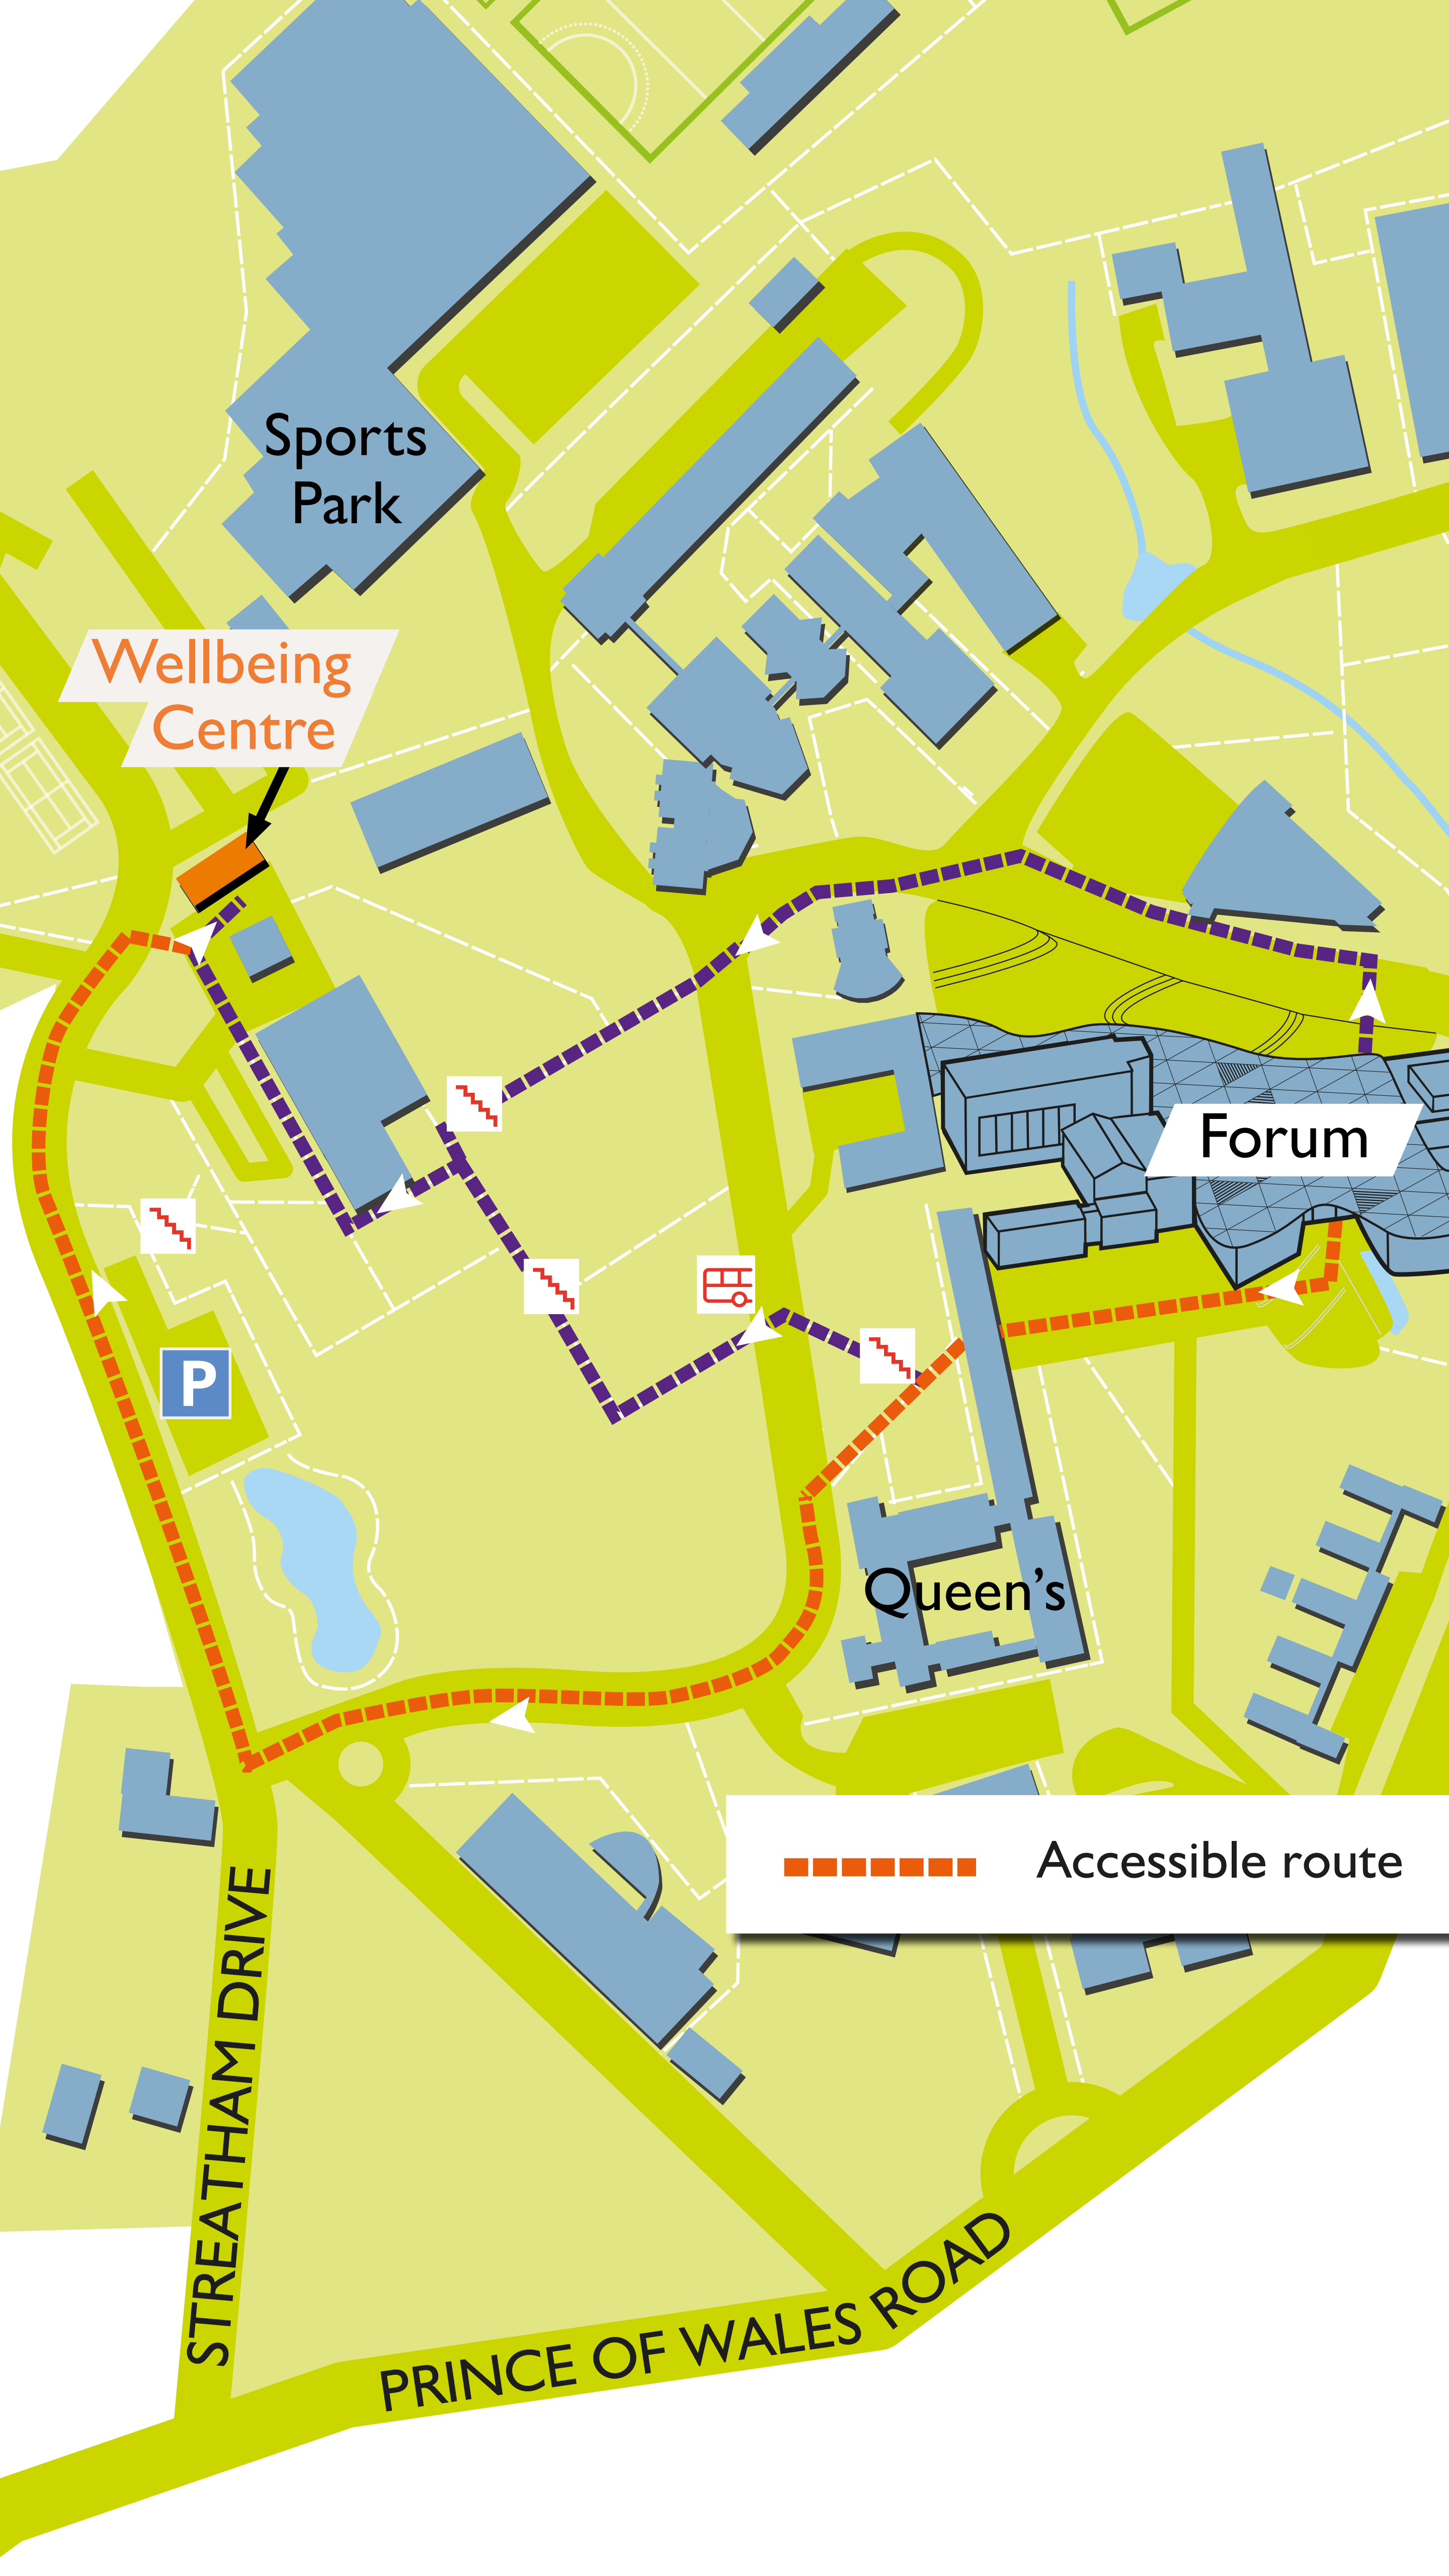 Sports
Park
Wellbeing
Centre
Forum
P
Queen’s
Accessible route
STREATHAM DRIVE
PRINCE OF WALES ROAD